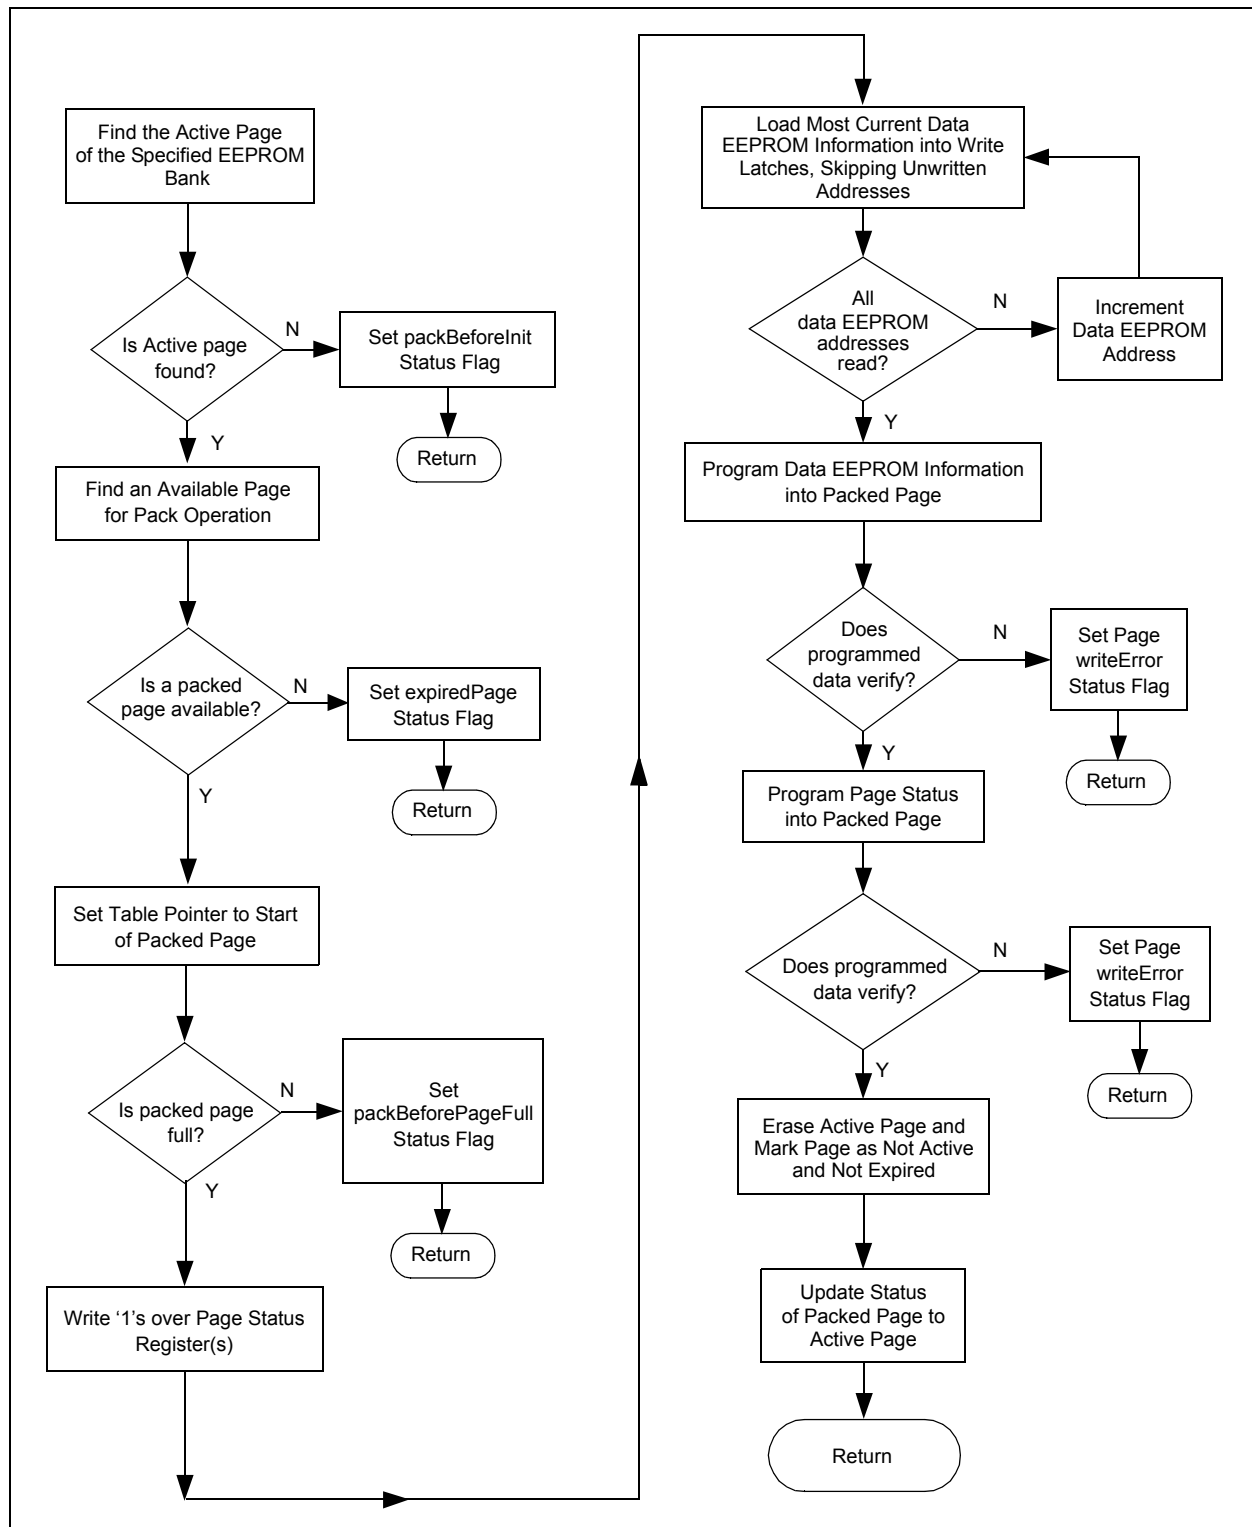 Find the Active Page
of the Specified EEPROM
Bank
Is Active page
found?
N
Set packBeforeInit
Status Flag
Return
Y
Find an Available Page
for Pack Operation
Is a packed
page available?
N
Set expiredPage
Status Flag
Return
Y
Set Table Pointer to Start
of Packed Page
Is packed page
full?
N
Set
packBeforePageFull
Status Flag
Return
Y
Write ‘1’s over Page Status
Register(s)
Load Most Current Data
EEPROM Information into Write
Latches, Skipping Unwritten
Addresses
All
data EEPROM
addresses
read?
N
Increment
Data EEPROM
Address
Y
Program Data EEPROM Information
into Packed Page
Does
programmed
data verify?
N
Set Page
writeError
Status Flag
Return
Y
Program Page Status
into Packed Page
Does programmed
data verify?
N
Set Page
writeError
Status Flag
Return
Y
Erase Active Page and
Mark Page as Not Active
and Not Expired
Update Status
of Packed Page to
Active Page
Return